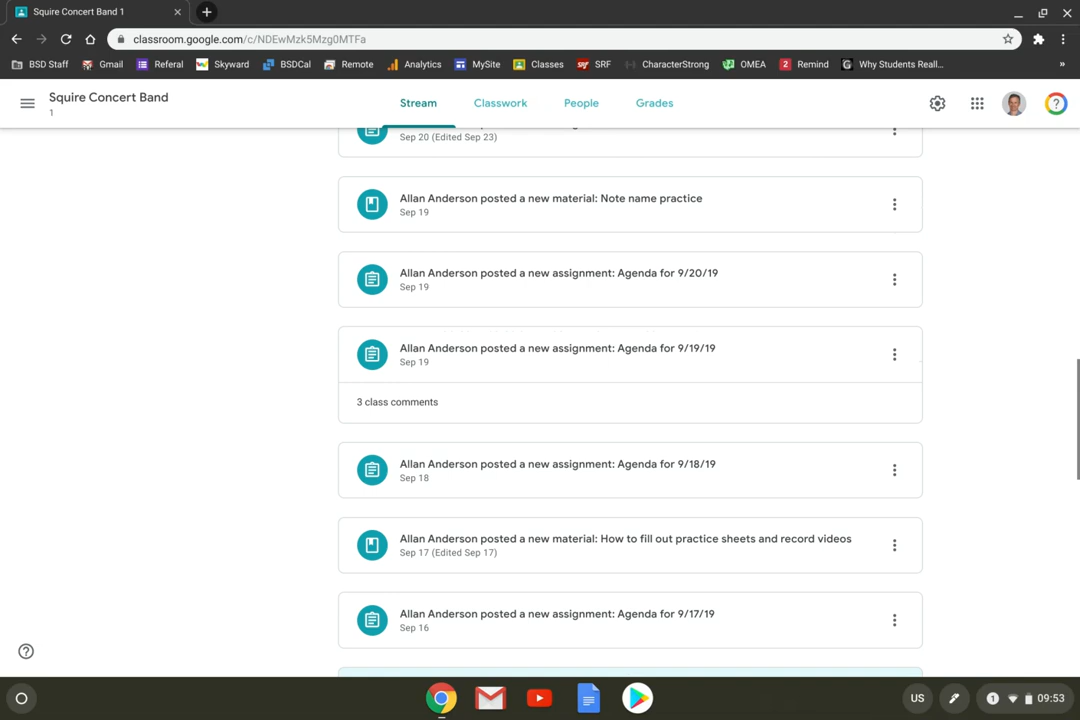 Squire Concert Band 1
classroom.google.com/c/NDEwMzk5Mzg0MTFa
BSD Staff Gmail Referal Skyward BSDCal Remote Analytics MySite Classes SRF CharacterStrong OMEA 2 Remind Why Students Reall... »
Squire Concert Band
1
Stream Classwork People Grades
Sep 20 (Edited Sep 23)
Allan Anderson posted a new material: Note name practice
Sep 19
Allan Anderson posted a new assignment: Agenda for 9/20/19
Sep 19
Allan Anderson posted a new assignment: Agenda for 9/19/19
Sep 19
3 class comments
Allan Anderson posted a new assignment: Agenda for 9/18/19
Sep 18
Allan Anderson posted a new material: How to fill out practice sheets and record videos
Sep 17 (Edited Sep 17)
Allan Anderson posted a new assignment: Agenda for 9/17/19
Sep 16
US 1 09:53